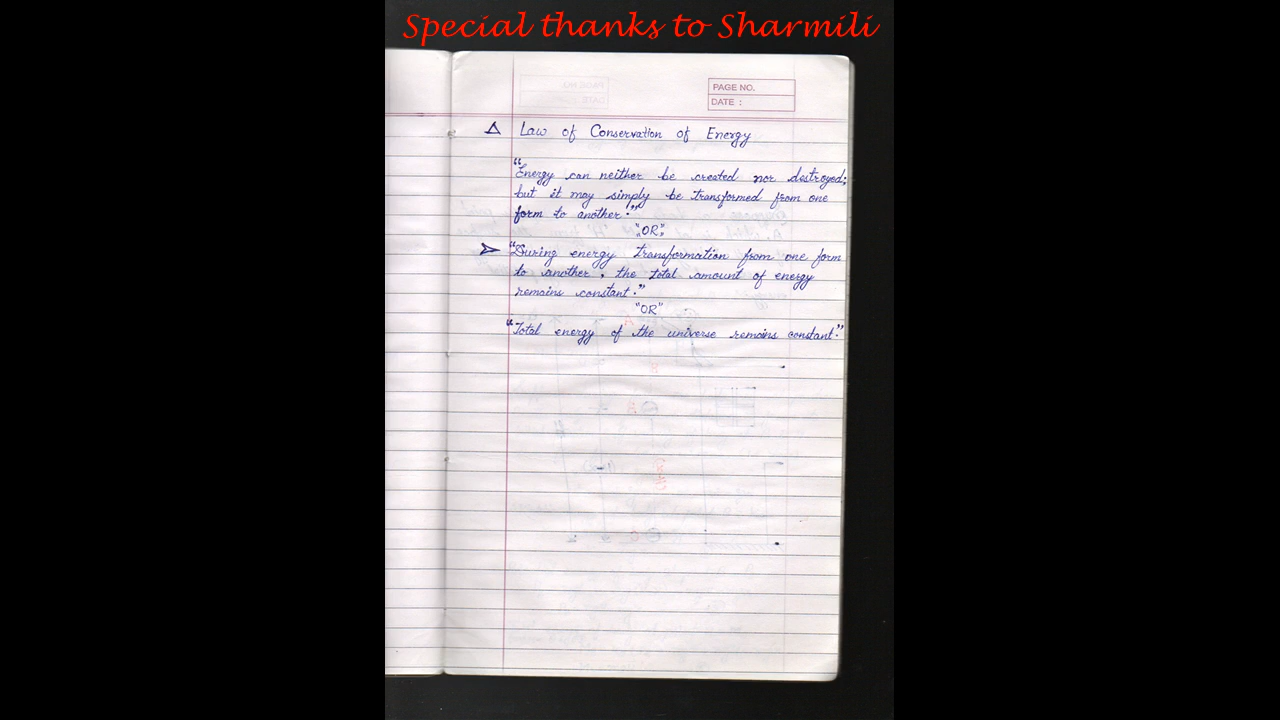 Special thanks to Sharmili
PAGE NO.
DATE :
Law of Conservation of Energy
"Energy can neither be created nor destroyed;
but it may simply be transformed from one
form to another."
"OR"
"During energy transformation from one form
to another, the total amount of energy
remains constant."
"OR"
"Total energy of the universe remains constant."